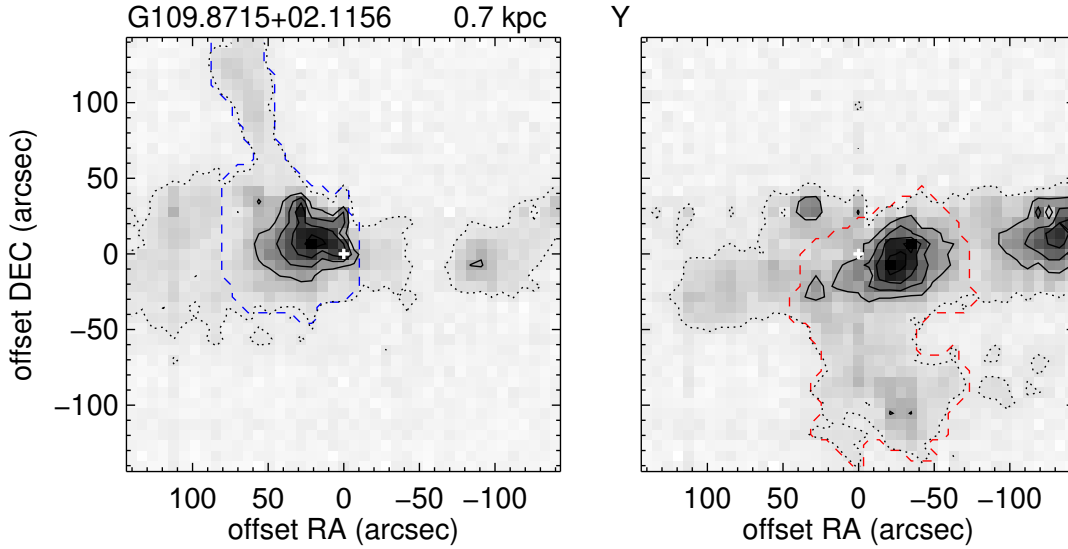 G109.8715+02.1156 0.7 kpc Y
100
50
0
−50
−100
offset DEC (arcsec)
100 50 0 −50 −100 100 50 0 −50 −100
offset RA (arcsec) offset RA (arcsec)